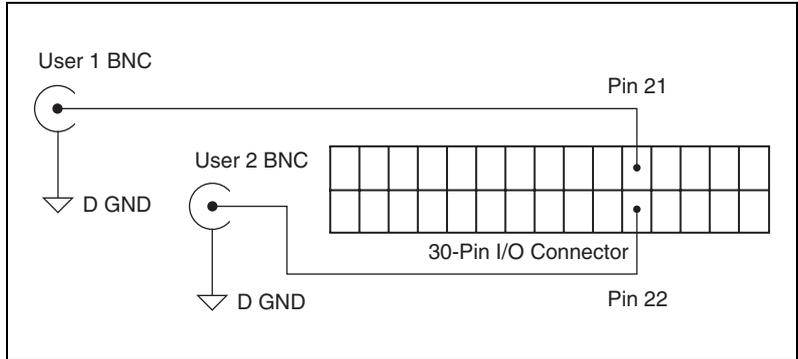 User 1 BNC
Pin 21
User 2 BNC
D GND
30-Pin I/O Connector
D GND
Pin 22